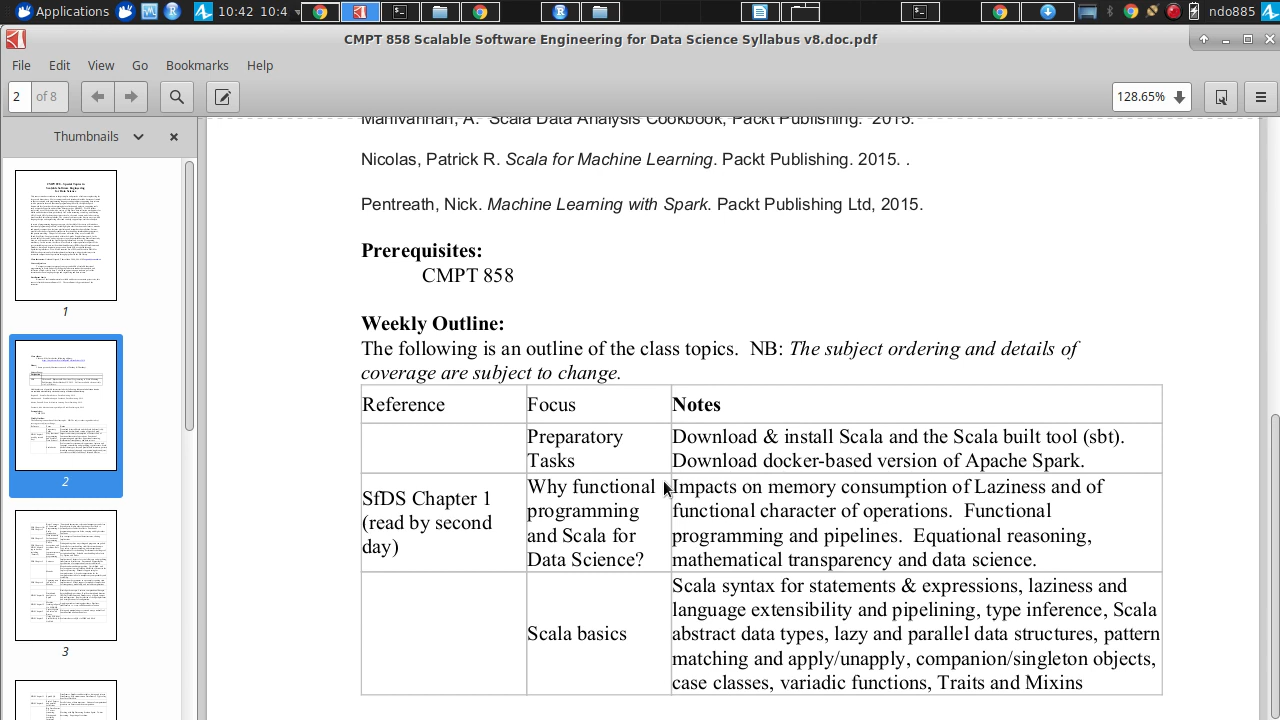 Applications 10:42 10:4 ndo885
CMPT 858 Scalable Software Engineering for Data Science Syllabus v8.doc.pdf
File Edit View Go Bookmarks Help
2 of 8 128.65%
Thumbnails
1
2
3
Manivannan, A. Scala Data Analysis Cookbook, Packt Publishing. 2015.
Nicolas, Patrick R. Scala for Machine Learning. Packt Publishing. 2015. .
Pentreath, Nick. Machine Learning with Spark. Packt Publishing Ltd, 2015.
Prerequisites:
CMPT 858
Weekly Outline:
The following is an outline of the class topics. NB: The subject ordering and details of
coverage are subject to change.
Reference Focus Notes
Preparatory
Tasks
Download & install Scala and the Scala built tool (sbt).
Download docker-based version of Apache Spark.
SfDS Chapter 1
(read by second
day)
Why functional
programming
and Scala for
Data Science?
Impacts on memory consumption of Laziness and of
functional character of operations. Functional
programming and pipelines. Equational reasoning,
mathematical transparency and data science.
Scala basics
Scala syntax for statements & expressions, laziness and
language extensibility and pipelining, type inference, Scala
abstract data types, lazy and parallel data structures, pattern
matching and apply/unapply, companion/singleton objects,
case classes, variadic functions, Traits and Mixins